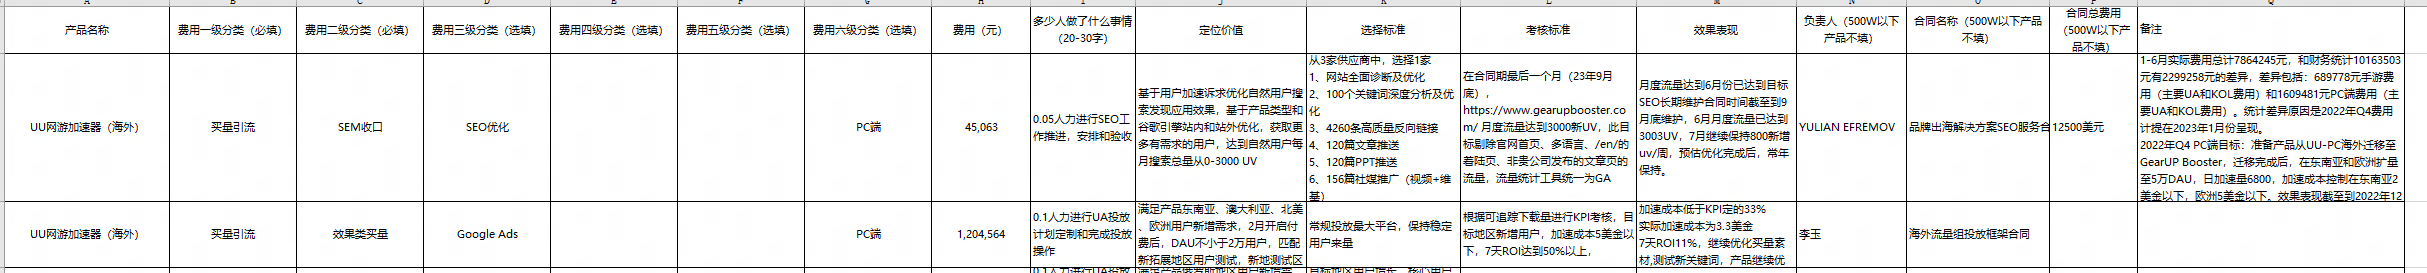 A B C D E F G H I J K L M N O P Q
产品名称
费用一级分类（必填）
费用二级分类（必填）
费用三级分类（选填）
费用四级分类（选填）
费用五级分类（选填）
费用六级分类（选填）
费用（元）
多少人做了什么事情
（20-30字）
定位价值
选择标准
考核标准
效果表现
负责人（500W以下
产品不填）
合同名称（500W以下产品
不填）
合同总费用
（500W以下产
品不填）
备注
UU网游加速器（海外）
买量引流
SEM收口
SEO优化
PC端
45,063
0.05人力进行SEO工
作推进，安排和验收
基于用户加速诉求优化自然用户搜
索发现应用效果，基于产品类型和
谷歌引擎站内和站外优化，获取更
多有需求的用户，达到自然用户每
月搜索总量从0-3000 UV
从3家供应商中，选择1家
1、网站全面诊断及优化
2、100个关键词深度分析及优
化
3、4260条高质量反向链接
4、120篇文章推送
5、120篇PPT推送
6、156篇社媒推广（视频+维
基）
在合同期最后一个月（23年9月
底），
https://www.gearupbooster.co
m/ 月度流量达到3000新UV，此目
标剔除官网首页、多语言、/en/的
着陆页、非贵公司发布的文章页的
流量，流量统计工具统一为GA
月度流量达到6月份已达到目标
SEO长期维护合同时间截至到9
月底维护，6月月度流量已达到
3003UV，7月继续保持800新增
uv/周，预估优化完成后，常年
保持。
YULIAN EFREMOV
品牌出海解决方案SEO服务合
12500美元
1-6月实际费用总计7864245元，和财务统计10163503
元有2299258元的差异，差异包括：689778元手游费
用（主要UA和KOL费用）和1609481元PC端费用（主
要UA和KOL费用）。统计差异原因是2022年Q4费用
计提在2023年1月份呈现。
2022年Q4 PC端目标：准备产品从UU-PC海外迁移至
GearUP Booster，迁移完成后，在东南亚和欧洲扩量
至5万DAU，日加速量6800，加速成本控制在东南亚2
美金以下，欧洲5美金以下。效果表现截至到2022年12
UU网游加速器（海外）
买量引流
效果类买量
Google Ads
PC端
1,204,564
0.1人力进行UA投放
计划定制和完成投放
操作
满足产品东南亚、澳大利亚、北美
、欧洲用户新增需求，2月开启付
费后，DAU不小于2万用户，匹配
新拓展地区用户测试，新地测试区
常规投放量大平台，保持稳定
用户来量
根据可追踪下载量进行KPI考核，目
标地区新增用户，加速成本5美金以
下，7天ROI达到50%以上，
加速成本低于KPI定的33%
实际加速成本为3.3美金
7天ROI11%，继续优化买量素
材,测试新关键词，产品继续优
李玉
海外流量组投放框架合同
0.1人力进行UA投放